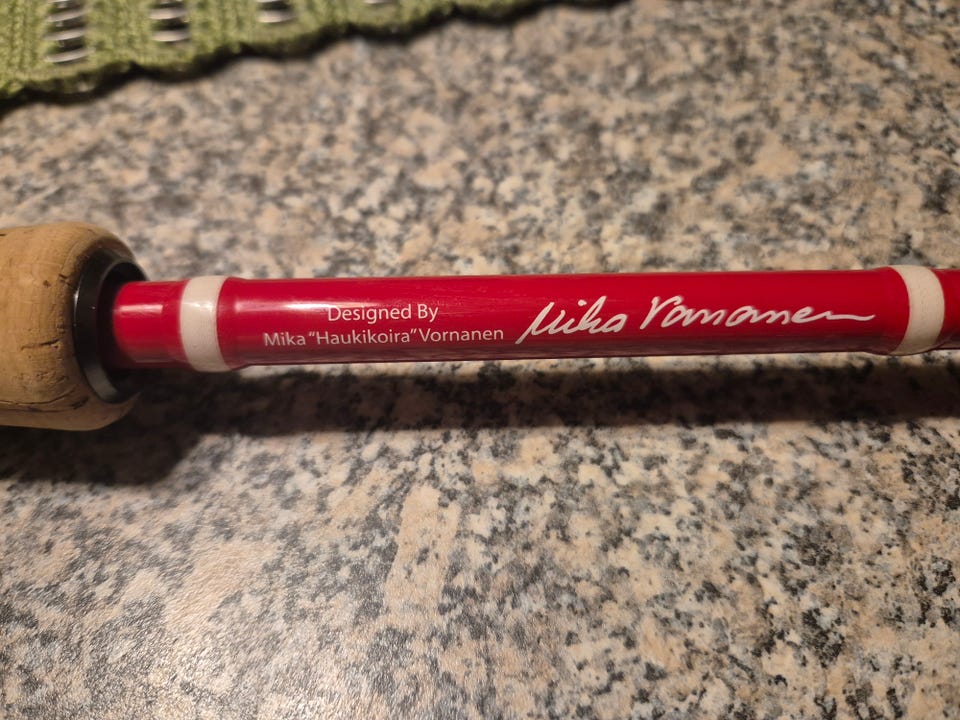 Designed By
Mika "Haukikoira" Vornanen
Mika Vornanen